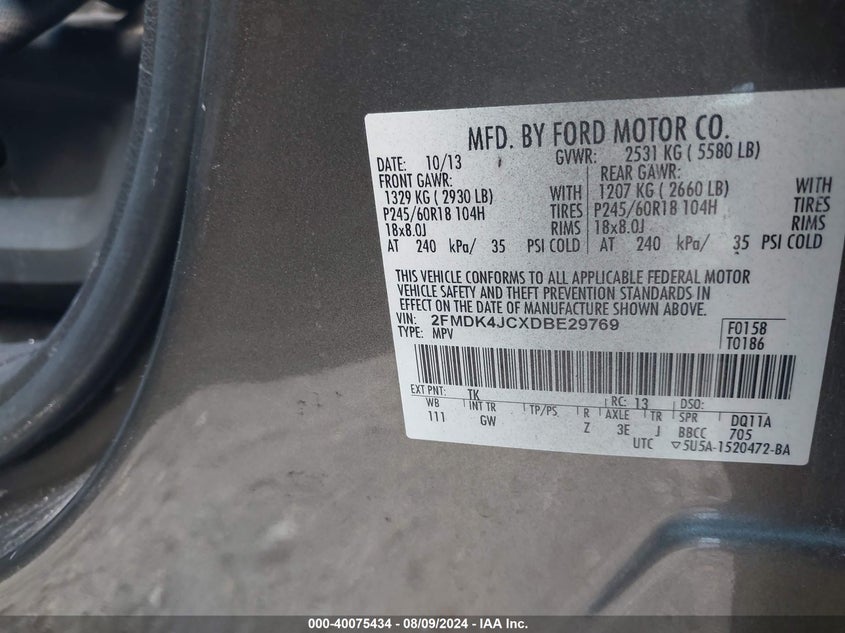 MFD. BY FORD MOTOR CO.
DATE: 10/13 GVWR: 2531 KG ( 5580 LB)
FRONT GAWR: REAR GAWR:
1329 KG ( 2930 LB) WITH 1207 KG ( 2660 LB) WITH
P245/60R18 104H TIRES P245/60R18 104H TIRES
18x8.0J RIMS 18x8.0J RIMS
AT 240 kPa/ 35 PSI COLD AT 240 kPa/ 35 PSI COLD
THIS VEHICLE CONFORMS TO ALL APPLICABLE FEDERAL MOTOR
VEHICLE SAFETY AND THEFT PREVENTION STANDARDS IN
EFFECT ON THE DATE OF MANUFACTURE SHOWN ABOVE.
VIN: 2FMDK4JCXDBE29769 F0158
TYPE: MPV T0186
EXT PNT: TK RC: 13 DSO:
WB INT TR TP/PS R AXLE TR SPR DQ11A
111 GW Z 3E J BBCC 705
UTC ▽5U5A-1520472-BA
000-40075434 - 08/09/2024 - IAA Inc.